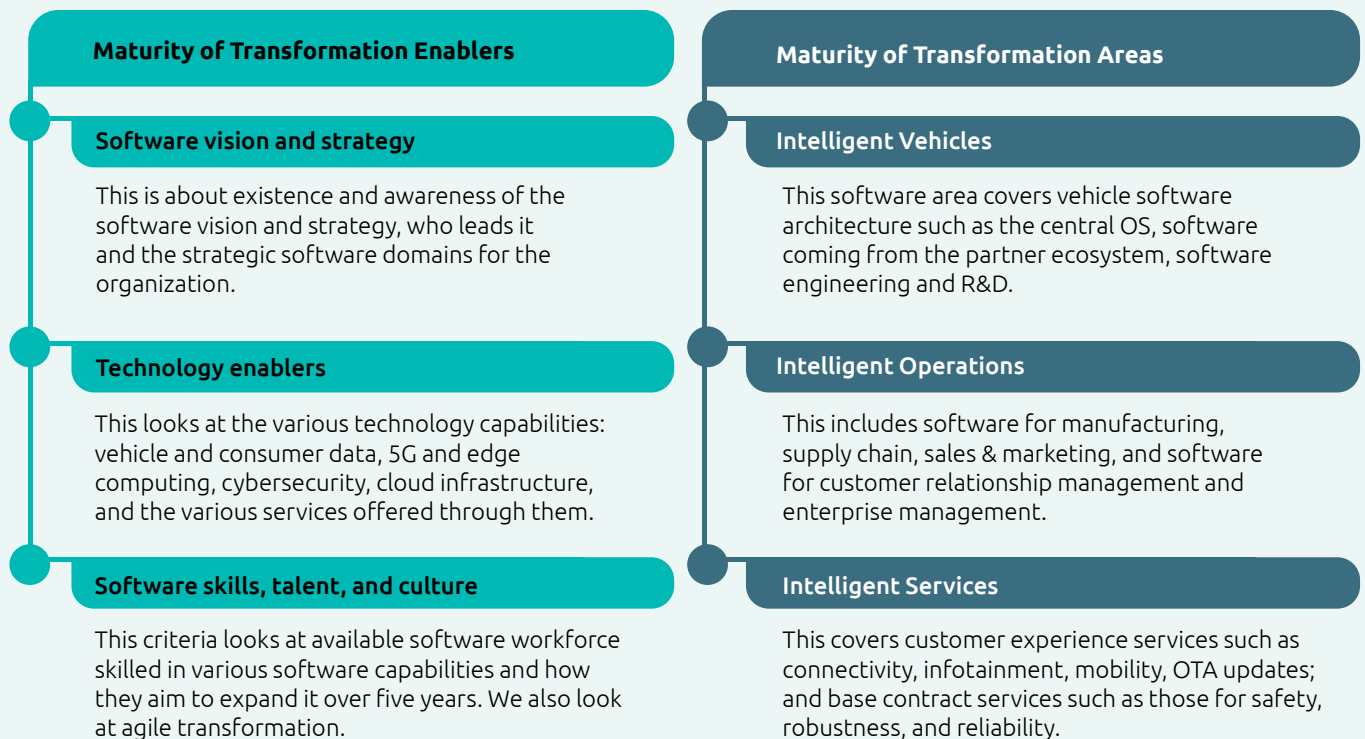 Maturity of Transformation Enablers
Software vision and strategy
This is about existence and awareness of the
software vision and strategy, who leads it
and the strategic software domains for the
organization.
Technology enablers
This looks at the various technology capabilities:
vehicle and consumer data, 5G and edge
computing, cybersecurity, cloud infrastructure,
and the various services offered through them.
Software skills, talent, and culture
This criteria looks at available software workforce
skilled in various software capabilities and how
they aim to expand it over five years. We also look
at agile transformation.
Maturity of Transformation Areas
Intelligent Vehicles
This software area covers vehicle software
architecture such as the central OS, software
coming from the partner ecosystem, software
engineering and R&D.
Intelligent Operations
This includes software for manufacturing,
supply chain, sales & marketing, and software
for customer relationship management and
enterprise management.
Intelligent Services
This covers customer experience services such as
connectivity, infotainment, mobility, OTA updates;
and base contract services such as those for safety,
robustness, and reliability.